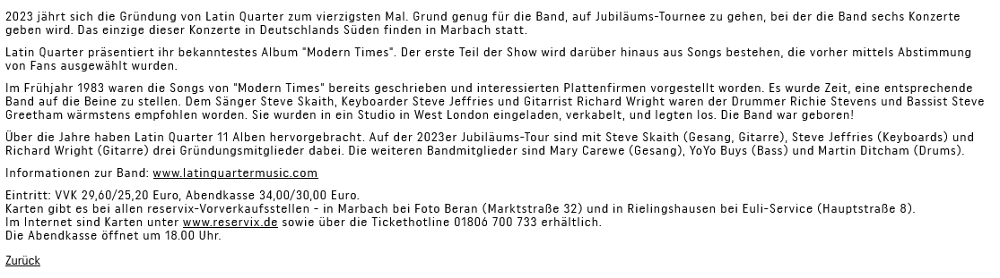 2023 jährt sich die Gründung von Latin Quarter zum vierzigsten Mal. Grund genug für die Band, auf Jubiläums-Tournee zu gehen, bei der die Band sechs Konzerte
geben wird. Das einzige dieser Konzerte in Deutschlands Süden finden in Marbach statt.
Latin Quarter präsentiert ihr bekanntestes Album "Modern Times". Der erste Teil der Show wird darüber hinaus aus Songs bestehen, die vorher mittels Abstimmung
von Fans ausgewählt wurden.
Im Frühjahr 1983 waren die Songs von "Modern Times" bereits geschrieben und interessierten Plattenfirmen vorgestellt worden. Es wurde Zeit, eine entsprechende
Band auf die Beine zu stellen. Dem Sänger Steve Skaith, Keyboarder Steve Jeffries und Gitarrist Richard Wright waren der Drummer Richie Stevens und Bassist Steve
Greetham wärmstens empfohlen worden. Sie wurden in ein Studio in West London eingeladen, verkabelt, und legten los. Die Band war geboren!
Über die Jahre haben Latin Quarter 11 Alben hervorgebracht. Auf der 2023er Jubiläums-Tour sind mit Steve Skaith (Gesang, Gitarre), Steve Jeffries (Keyboards) und
Richard Wright (Gitarre) drei Gründungsmitglieder dabei. Die weiteren Bandmitglieder sind Mary Carewe (Gesang), YoYo Buys (Bass) und Martin Ditcham (Drums).
Informationen zur Band: www.latinquartermusic.com
Eintritt: VVK 29,60/25,20 Euro, Abendkasse 34,00/30,00 Euro.
Karten gibt es bei allen reservix-Vorverkaufsstellen - in Marbach bei Foto Beran (Marktstraße 32) und in Rielingshausen bei Euli-Service (Hauptstraße 8).
Im Internet sind Karten unter www.reservix.de sowie über die Tickethotline 01806 700 733 erhältlich.
Die Abendkasse öffnet um 18.00 Uhr.
Zurück